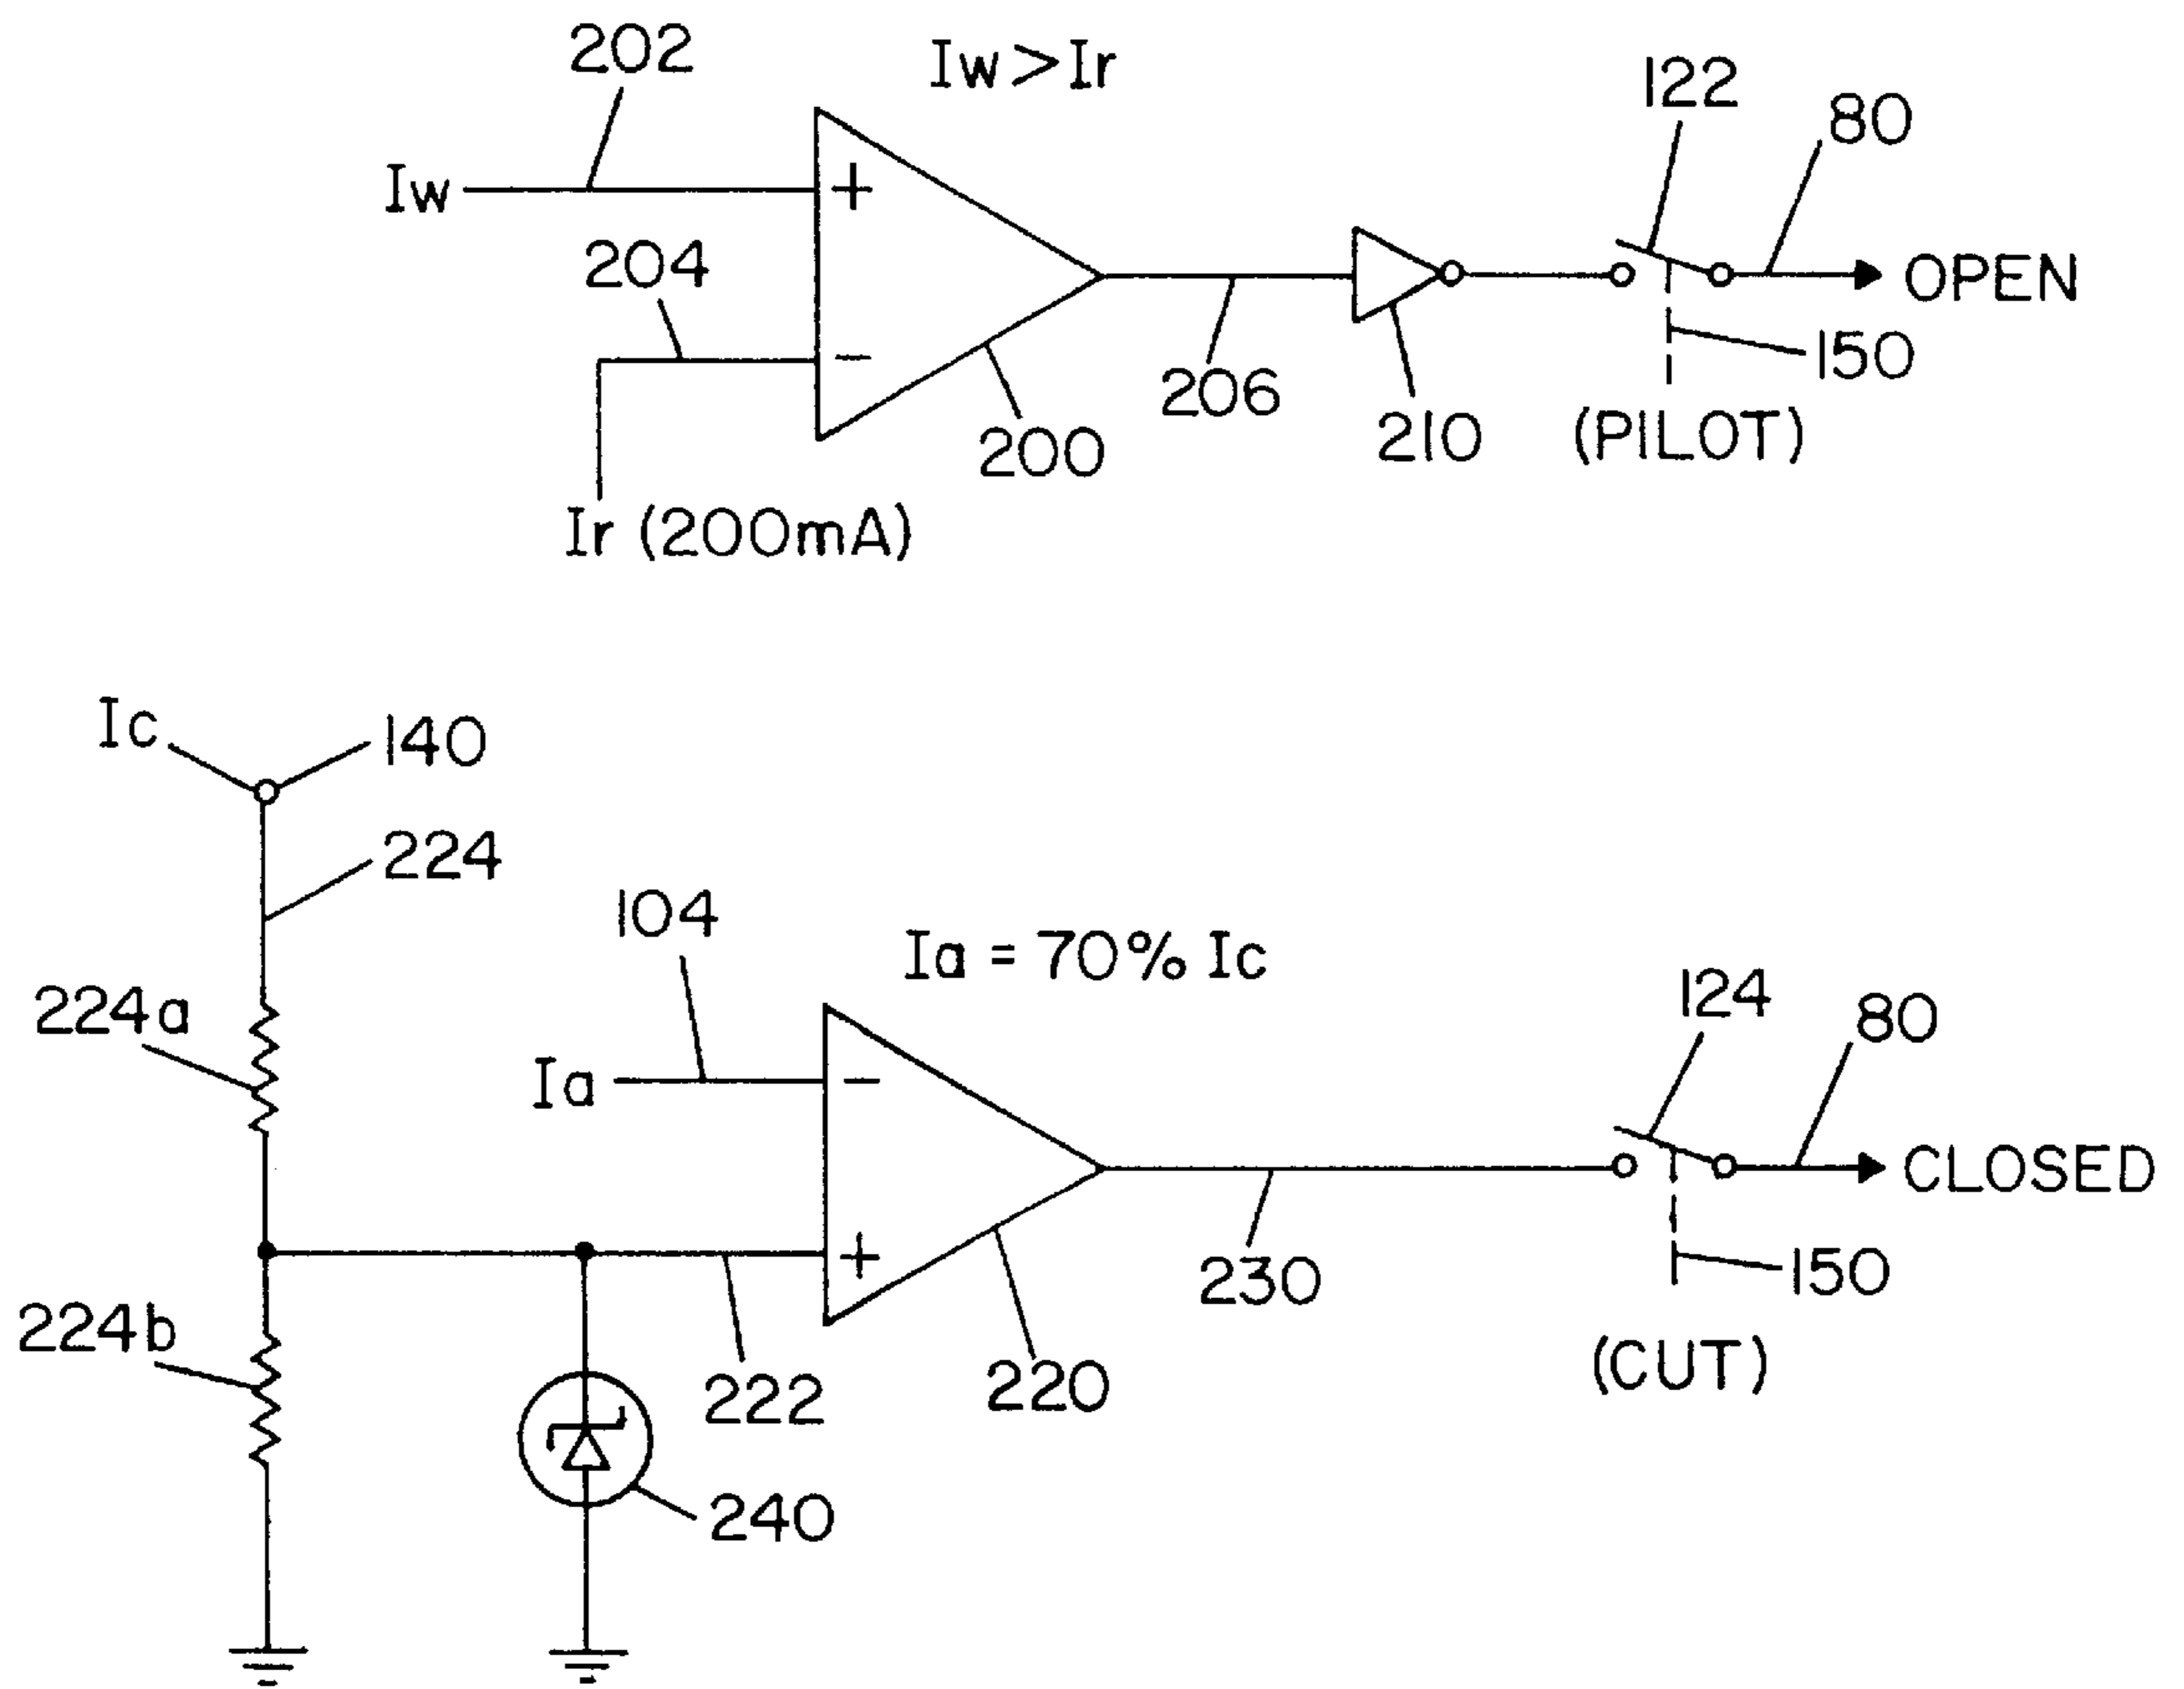 202
Iw>Ir
122
80
Iw
+
204
-
OPEN
150
206
200
210
(PILOT)
Ir (200mA)
Ic
140
224
104
Ia = 70% Ic
224a
124
80
Ia
-
CLOSED
+
230
150
224b
222
220
(CUT)
240